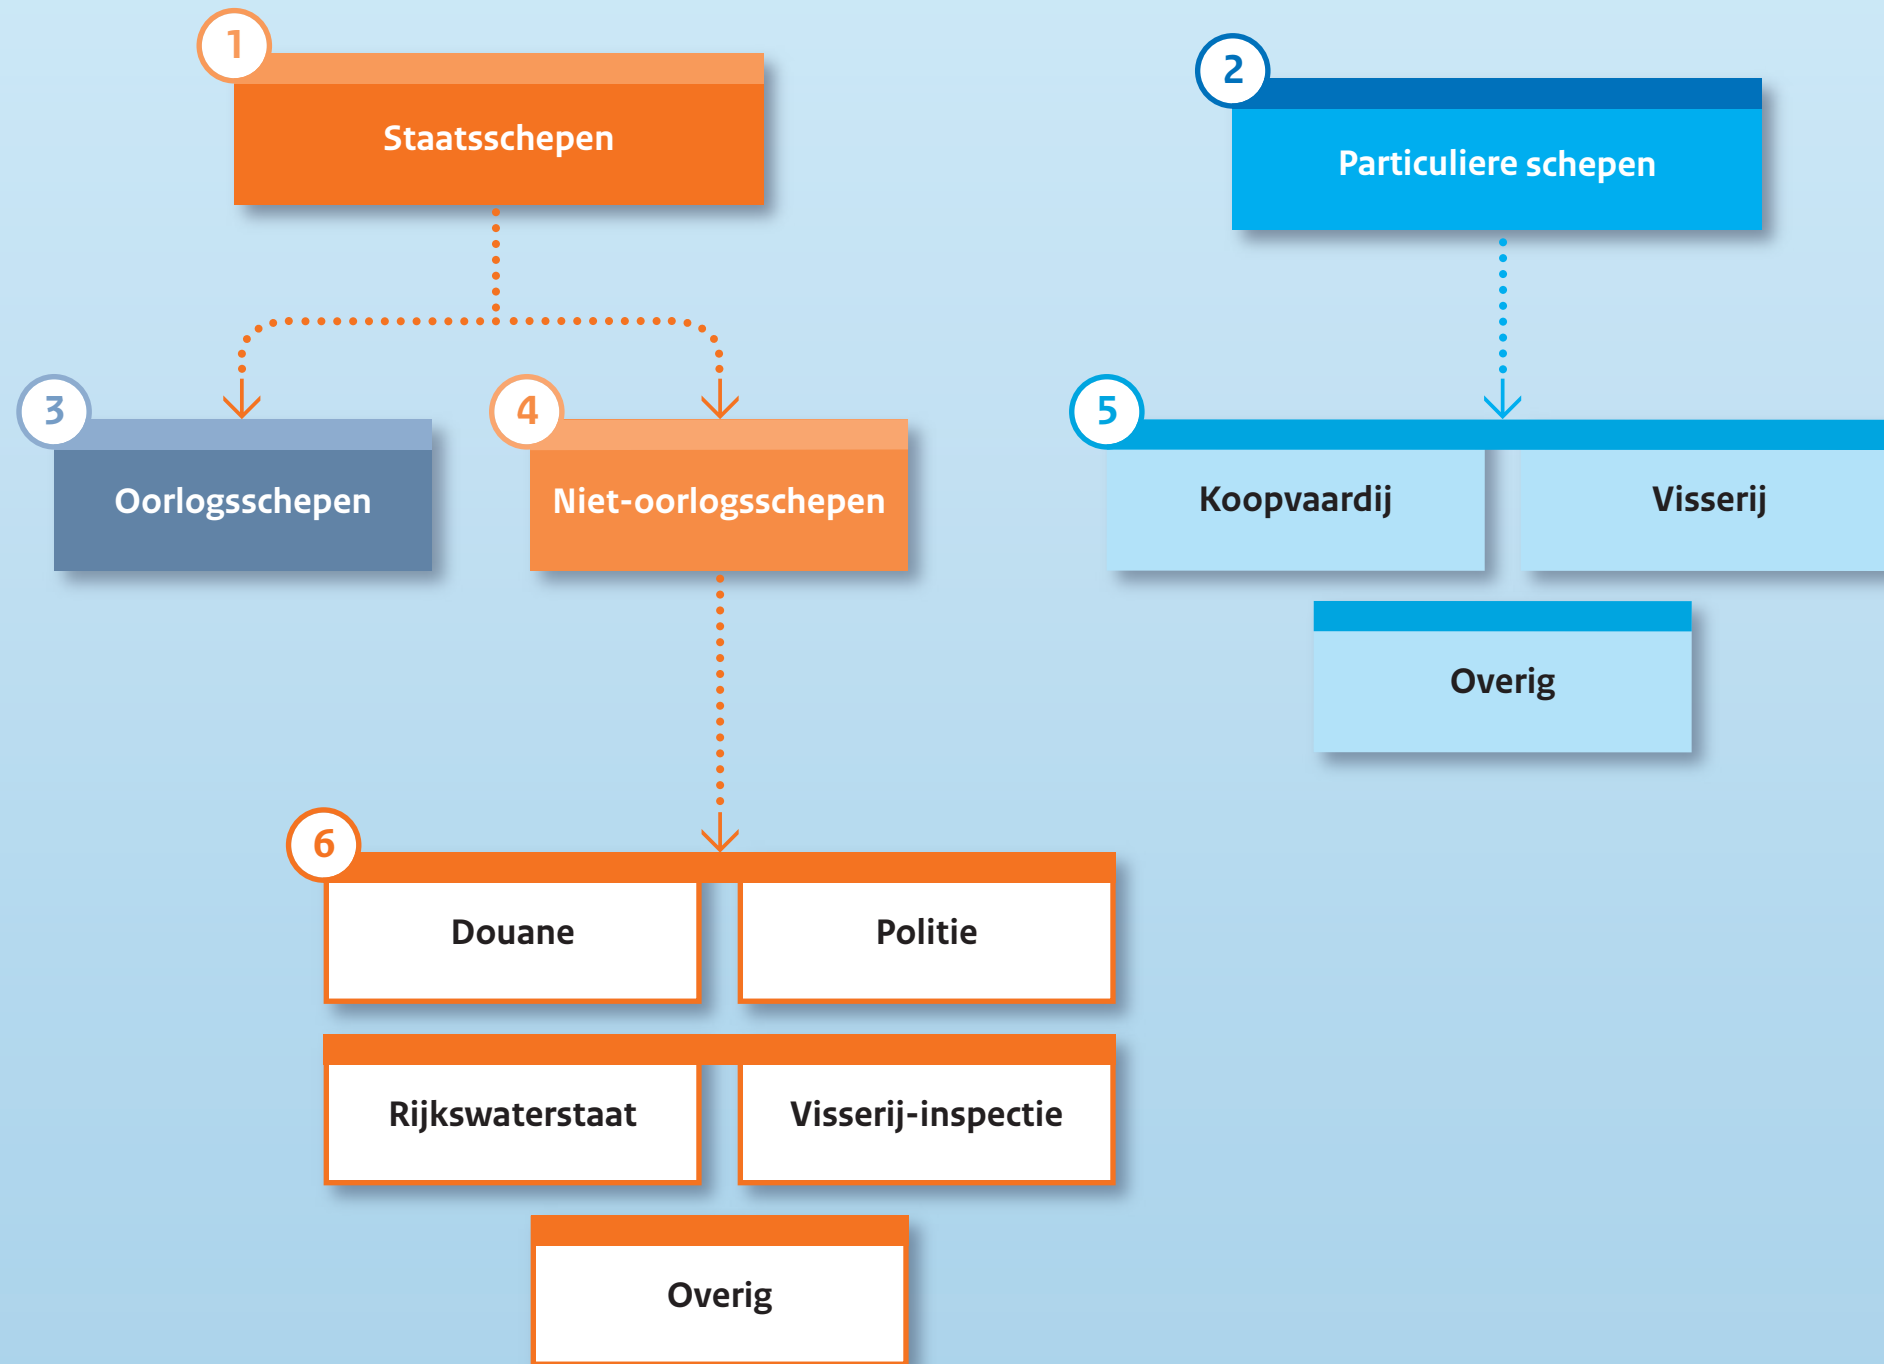 1
Staatsschepen
2
Particuliere schepen
3
Oorlogsschepen
4
Niet-oorlogsschepen
5
Koopvaardij
Visserij
Overig
6
Douane
Politie
Rijkswaterstaat
Visserij-inspectie
Overig